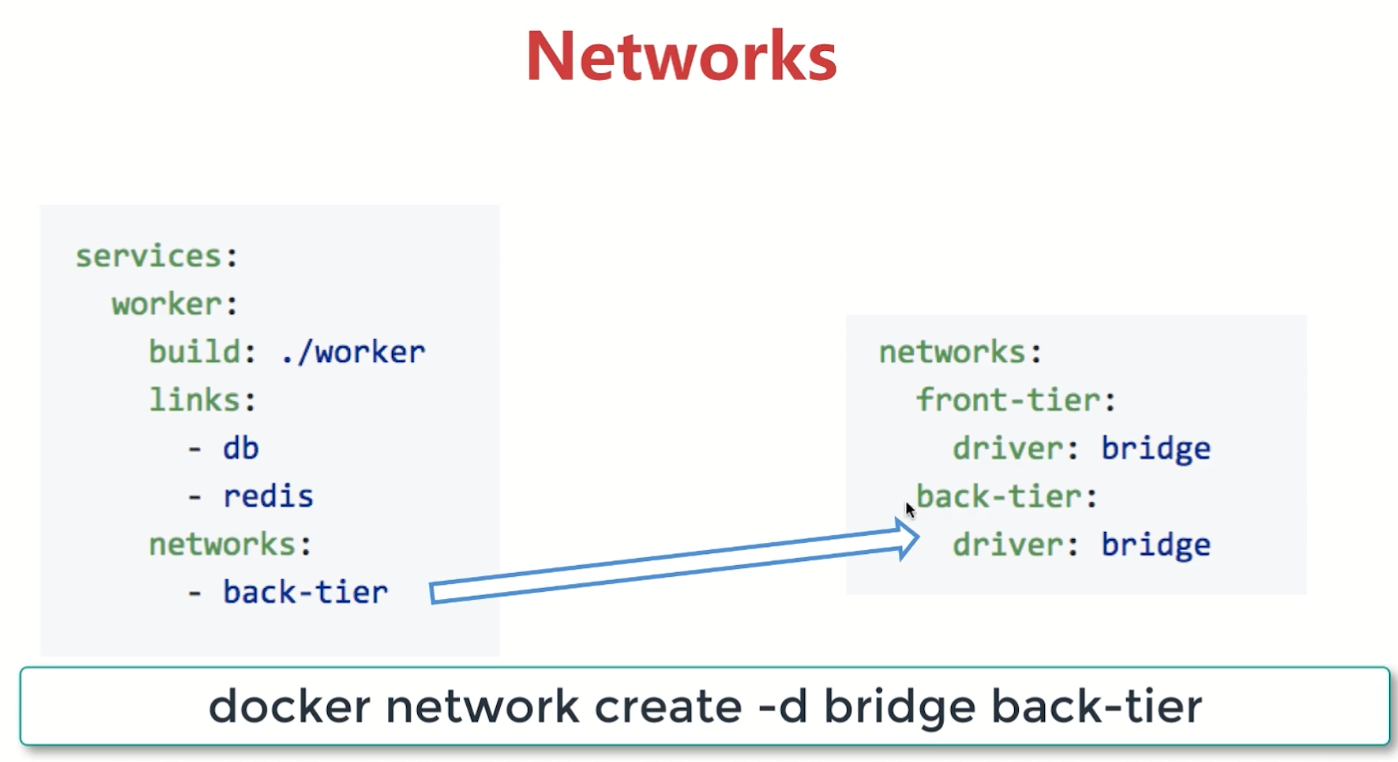 Networks
services:
  worker:
    build: ./worker
    links:
      - db
      - redis
    networks:
      - back-tier
networks:
  front-tier:
    driver: bridge
  back-tier:
    driver: bridge
docker network create -d bridge back-tier